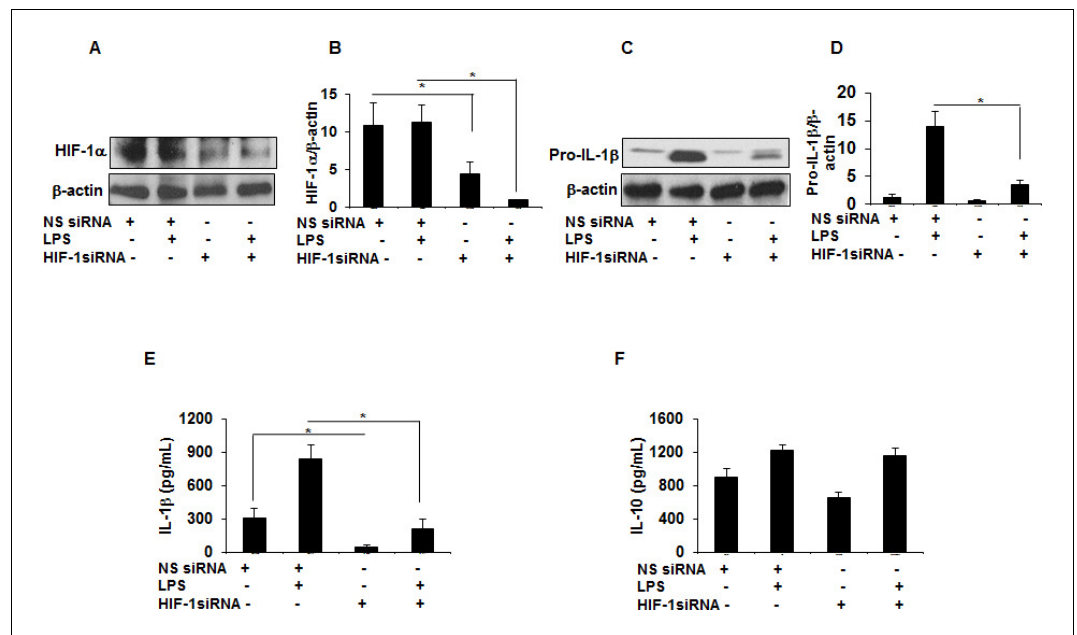 A
HIF-1α
β-actin
NS siRNA + + - -
LPS - + - +
HIF-1siRNA - - + +
B
HIF-1α/β-actin
15
10
5
0
* *
NS siRNA + + - -
LPS - + - +
HIF-1siRNA - - + +
C
Pro-IL-1β
β-actin
NS siRNA + + - -
LPS - + - +
HIF-1siRNA - - + +
D
Pro-IL-1β/β-
actin
20
15
10
5
0
*
NS siRNA + + - -
LPS - + - +
HIF-1siRNA - - + +
E
IL-1β (pg/mL)
1200
900
600
300
0
* *
NS siRNA + + - -
LPS - + - +
HIF-1siRNA - - + +
F
IL-10 (pg/mL)
1600
1200
800
400
0
NS siRNA + + - -
LPS - + - +
HIF-1siRNA - - + +